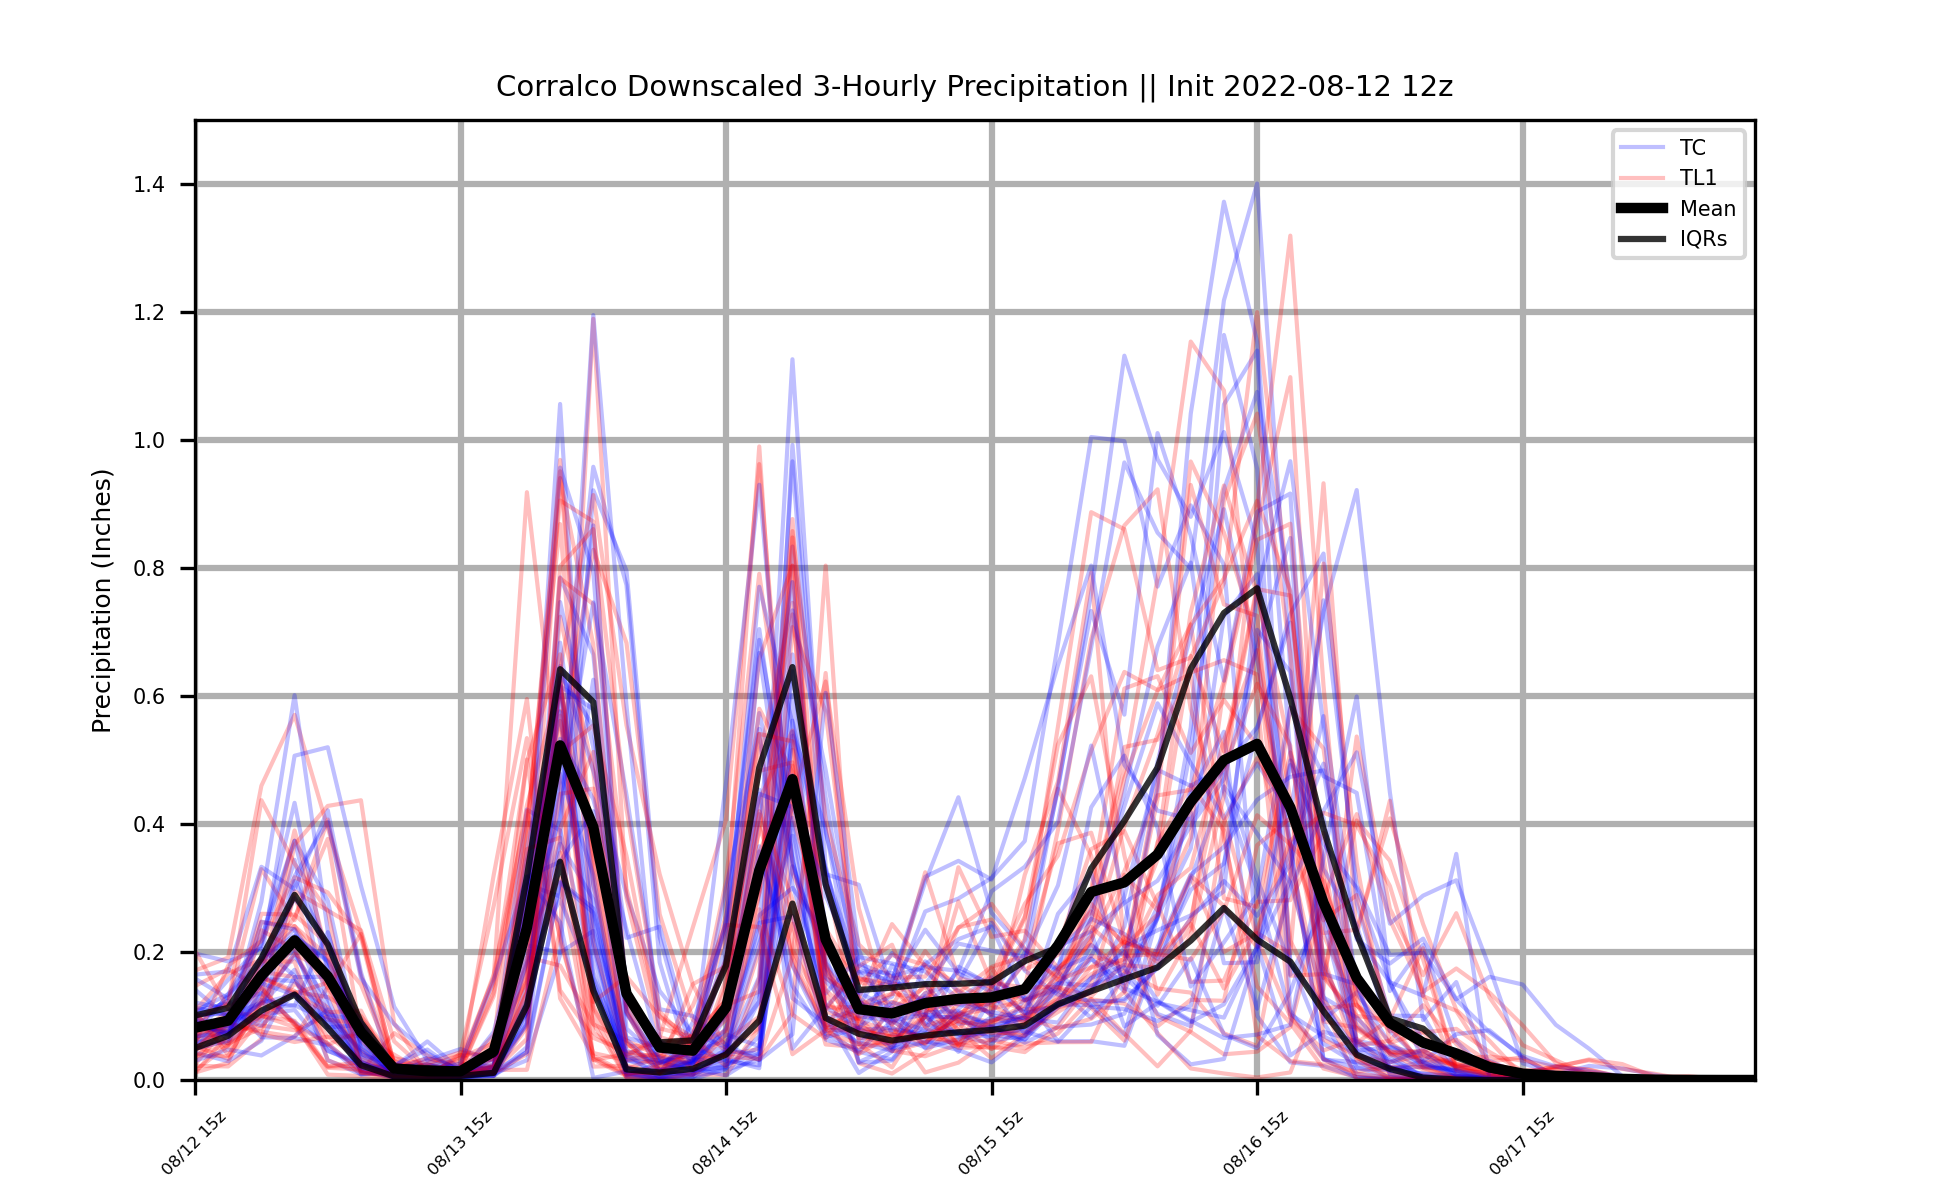 Corralco Downscaled 3-Hourly Precipitation || Init 2022-08-12 12z
TC
TL1
Mean
IQRs
Precipitation (Inches)
1.4
1.2
1.0
0.8
0.6
0.4
0.2
0.0
08/12 15z
08/13 15z
08/14 15z
08/15 15z
08/16 15z
08/17 15z